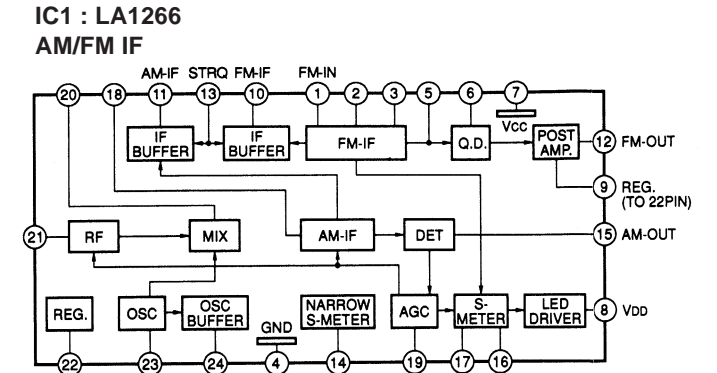 IC1 : LA1266
AM/FM IF
AM-IF STRQ FM-IF FM-IN
20 18 11 13 10 1 2 3 5 6 7
VCC
IF BUFFER
IF BUFFER
FM-IF
Q.D.
POST AMP.
12 FM-OUT
9 REG.
(TO 22PIN)
21
RF
MIX
AM-IF
DET
15 AM-OUT
REG.
OSC
OSC BUFFER
GND
NARROW S-METER
AGC
S-METER
LED DRIVER
8 VDD
22 23 24 4 14 19 17 16